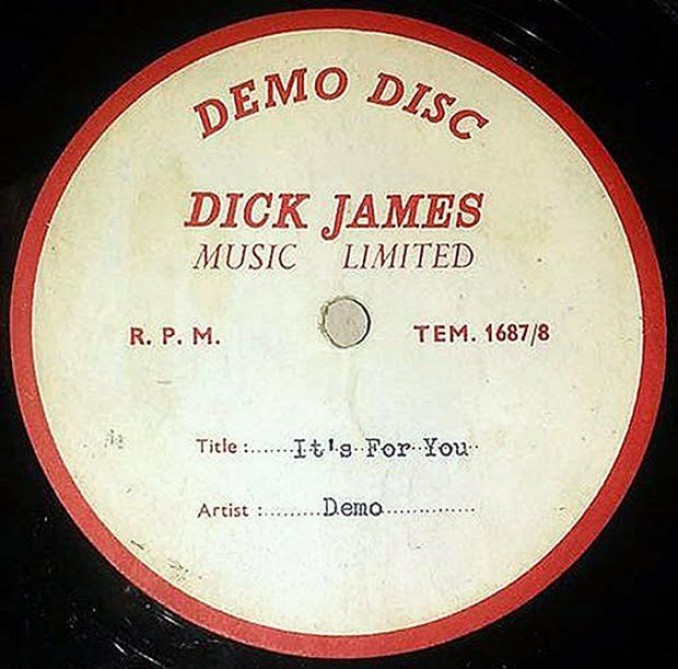 DEMO DISC
DICK JAMES
MUSIC LIMITED
R. P. M. TEM. 1687/8
Title :.......It's For You..
Artist :.........Demo...............